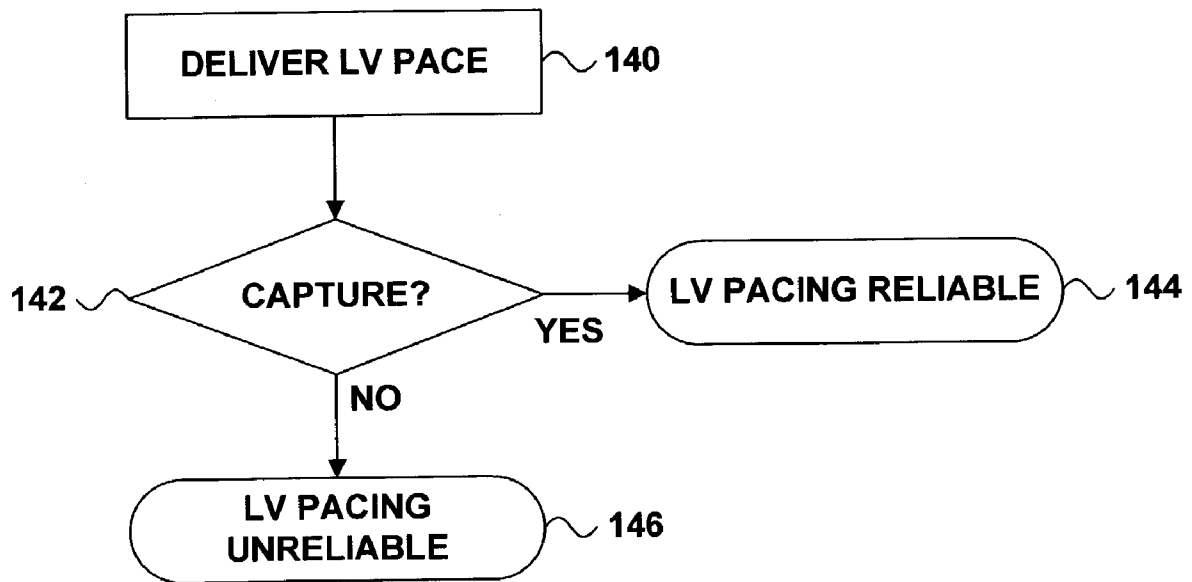 DELIVER LV PACE
140
142
CAPTURE?
YES
LV PACING RELIABLE
144
NO
LV PACING
UNRELIABLE
146